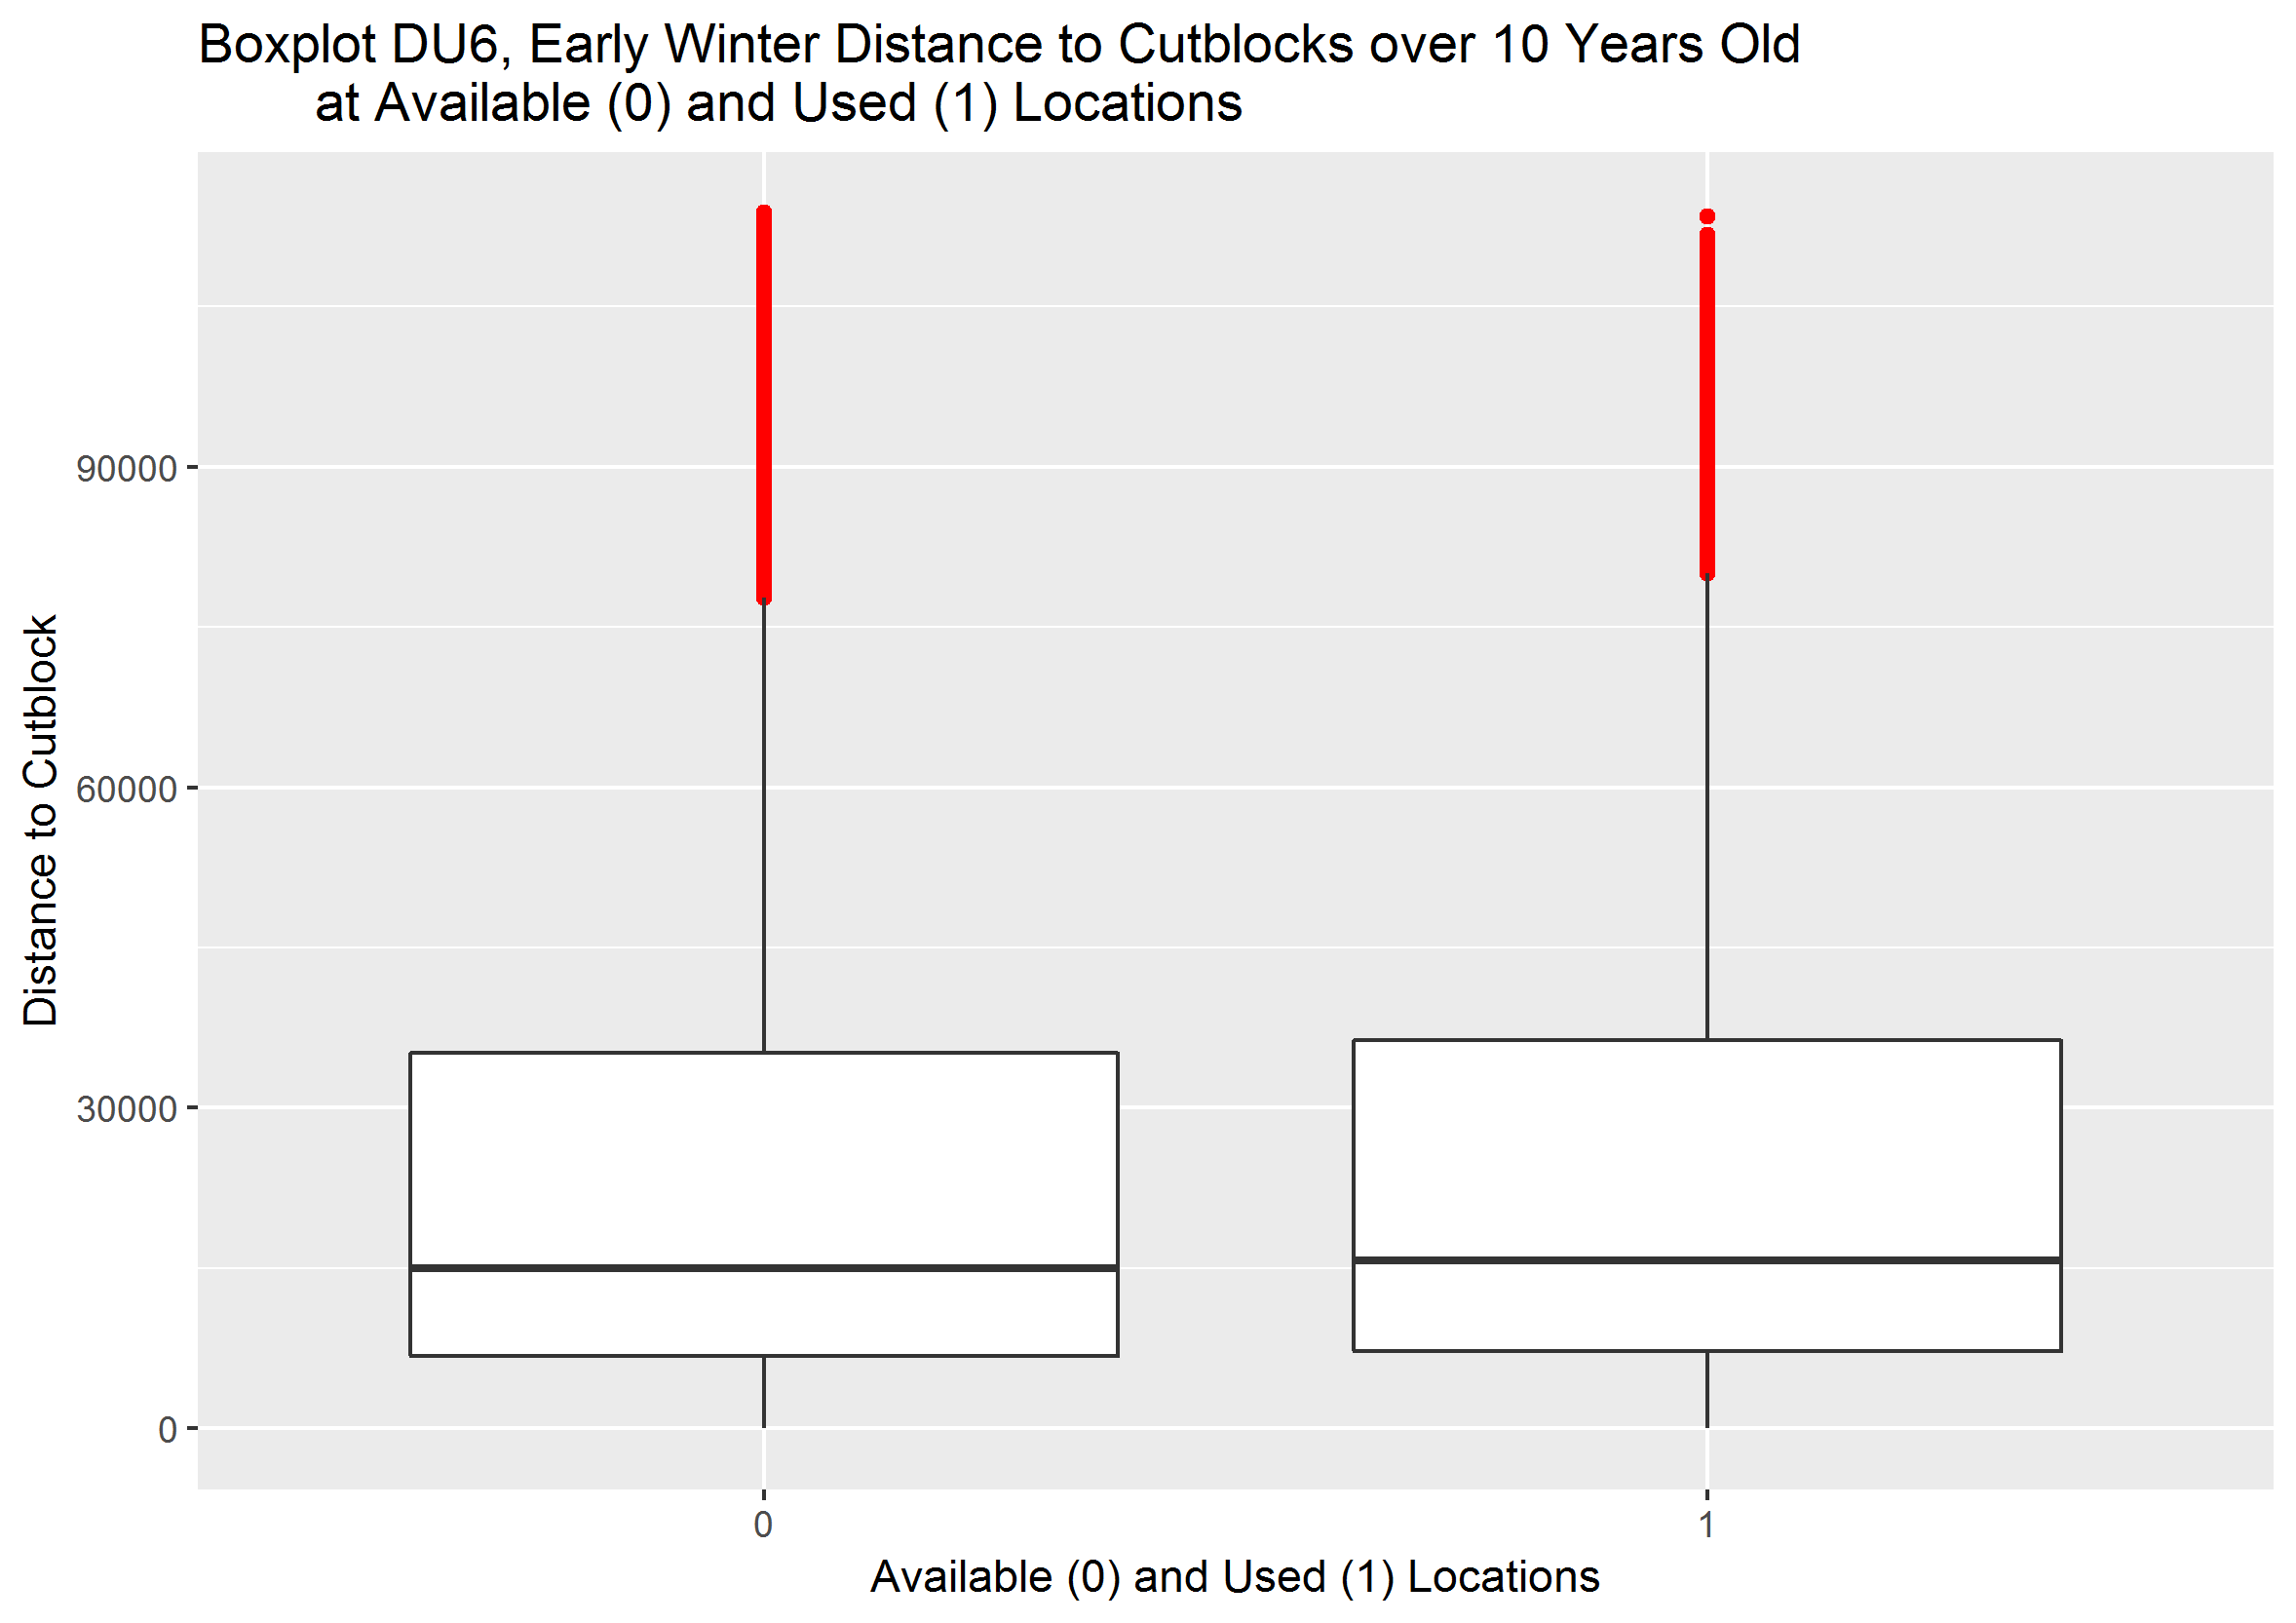 Boxplot DU6, Early Winter Distance to Cutblocks over 10 Years Old
at Available (0) and Used (1) Locations
Distance to Cutblock
90000
60000
30000
0
0 1
Available (0) and Used (1) Locations